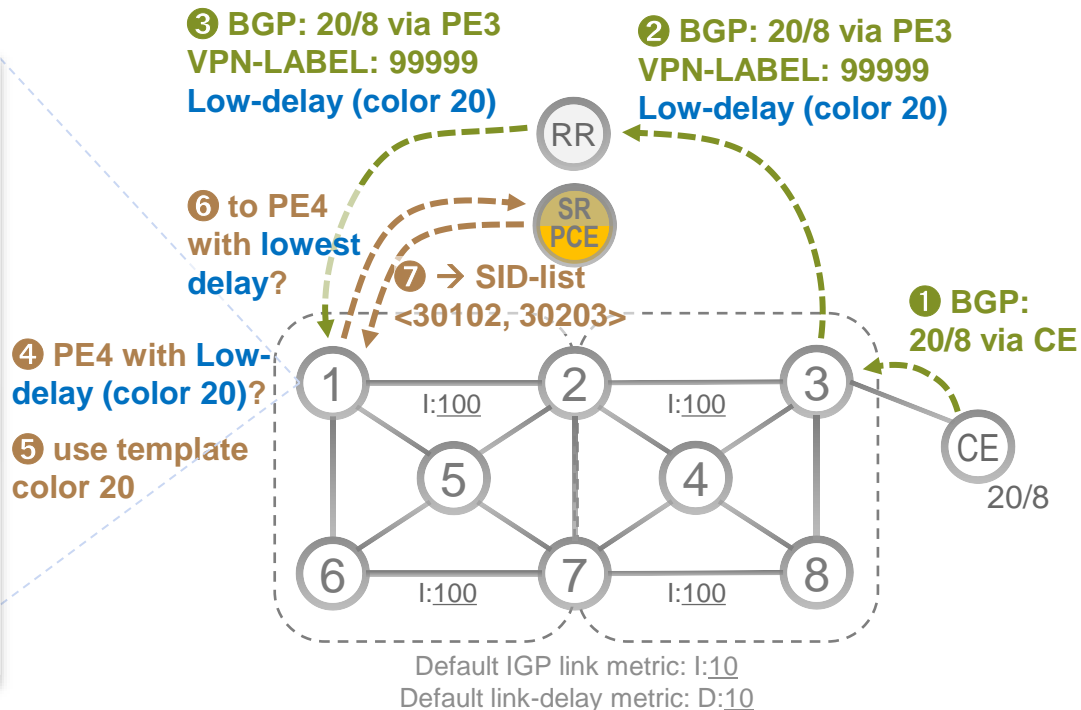 ❸ BGP: 20/8 via PE3
VPN-LABEL: 99999
Low-delay (color 20)
❷ BGP: 20/8 via PE3
VPN-LABEL: 99999
Low-delay (color 20)
RR
SR
PCE
❻ to PE4
with lowest
delay?
❼ → SID-list
<30102, 30203>
❶ BGP:
20/8 via CE
❹ PE4 with Low-
delay (color 20)?
❺ use template
color 20
1
I:100
2
I:100
3
CE
20/8
5
4
6
I:100
7
I:100
8
Default IGP link metric: I:10
Default link-delay metric: D:10